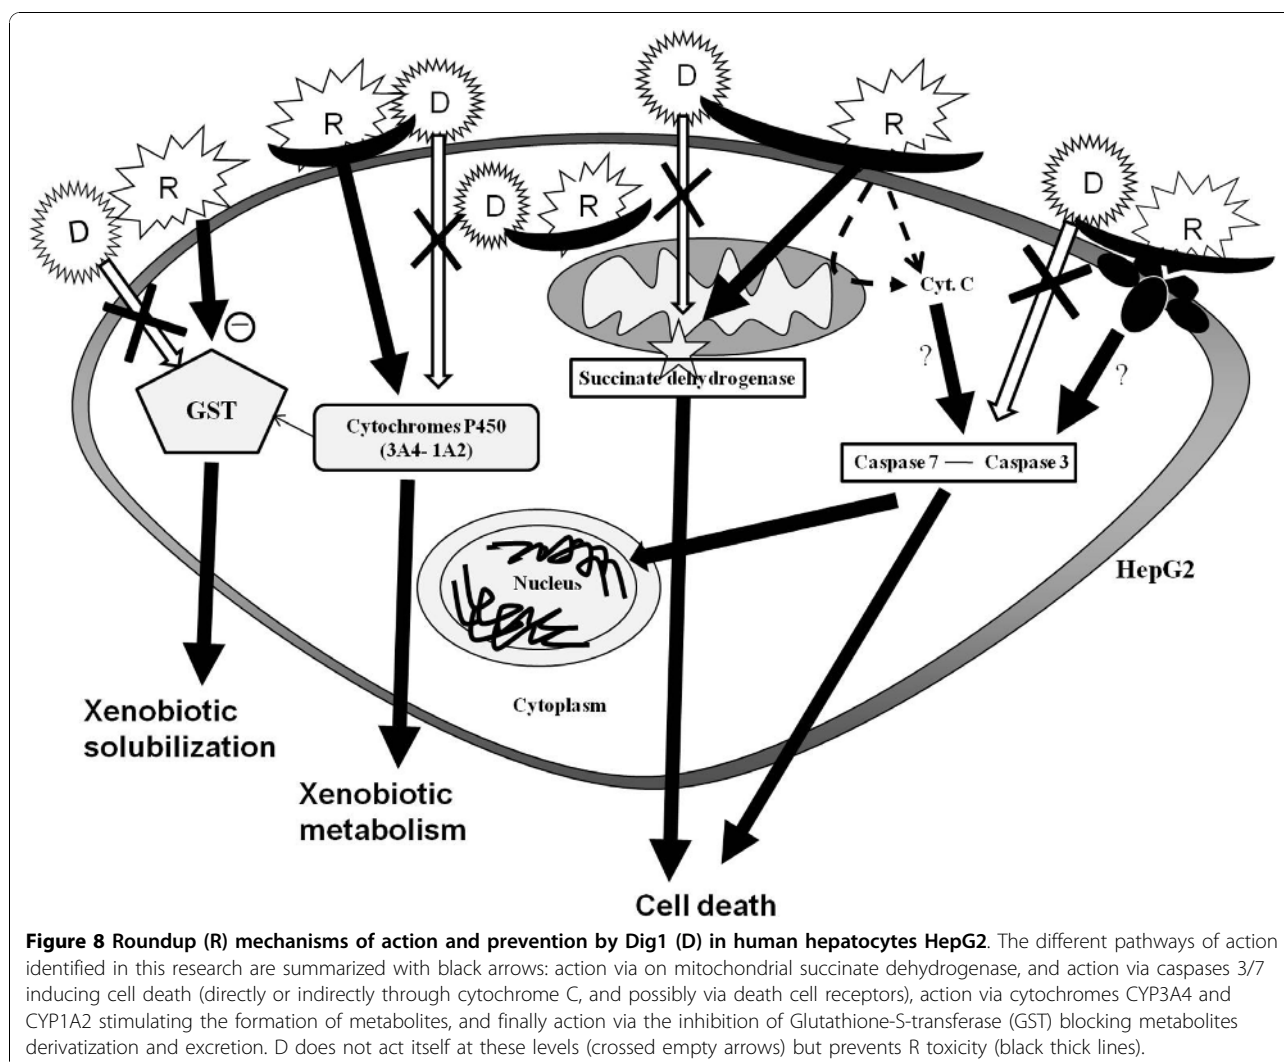 D
R
D
R
R
D
D
R
D
R
Cyt. C
?
?
−
GST
Cytochromes P450
(3A4- 1A2)
Succinate dehydrogenase
Caspase 7 — Caspase 3
Nucleus
HepG2
Cytoplasm
Xenobiotic
solubilization
Xenobiotic
metabolism
Cell death
Figure 8 Roundup (R) mechanisms of action and prevention by Dig1 (D) in human hepatocytes HepG2. The different pathways of action
identified in this research are summarized with black arrows: action via on mitochondrial succinate dehydrogenase, and action via caspases 3/7
inducing cell death (directly or indirectly through cytochrome C, and possibly via death cell receptors), action via cytochromes CYP3A4 and
CYP1A2 stimulating the formation of metabolites, and finally action via the inhibition of Glutathione-S-transferase (GST) blocking metabolites
derivatization and excretion. D does not act itself at these levels (crossed empty arrows) but prevents R toxicity (black thick lines).